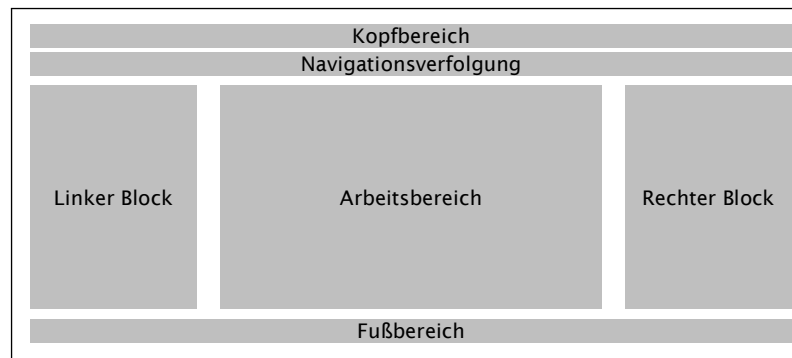 Kopfbereich
Navigationsverfolgung
Linker Block
Arbeitsbereich
Rechter Block
Fußbereich